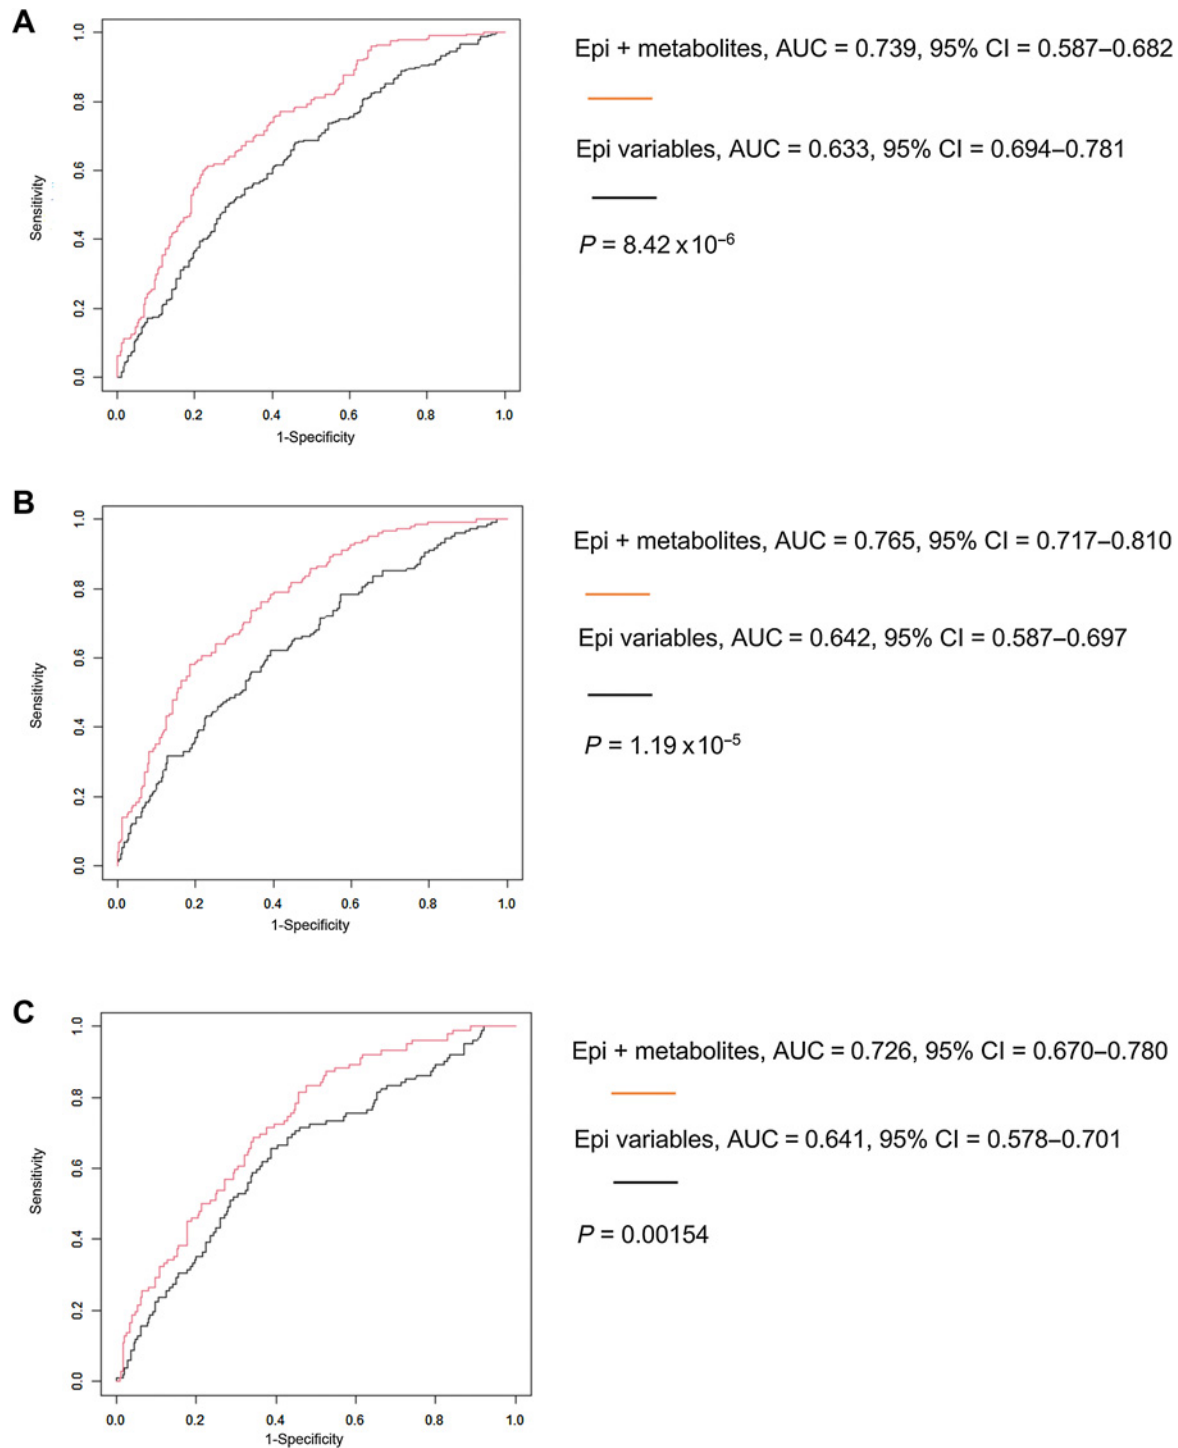 A
1.0
0.8
0.6
0.4
0.2
0.0
Sensitivity
0.0 0.2 0.4 0.6 0.8 1.0
1-Specificity
Epi + metabolites, AUC = 0.739, 95% CI = 0.587–0.682
Epi variables, AUC = 0.633, 95% CI = 0.694–0.781
P = 8.42 x 10⁻⁶
B
1.0
0.8
0.6
0.4
0.2
0.0
Sensitivity
0.0 0.2 0.4 0.6 0.8 1.0
1-Specificity
Epi + metabolites, AUC = 0.765, 95% CI = 0.717–0.810
Epi variables, AUC = 0.642, 95% CI = 0.587–0.697
P = 1.19 x 10⁻⁵
C
1.0
0.8
0.6
0.4
0.2
0.0
Sensitivity
0.0 0.2 0.4 0.6 0.8 1.0
1-Specificity
Epi + metabolites, AUC = 0.726, 95% CI = 0.670–0.780
Epi variables, AUC = 0.641, 95% CI = 0.578–0.701
P = 0.00154